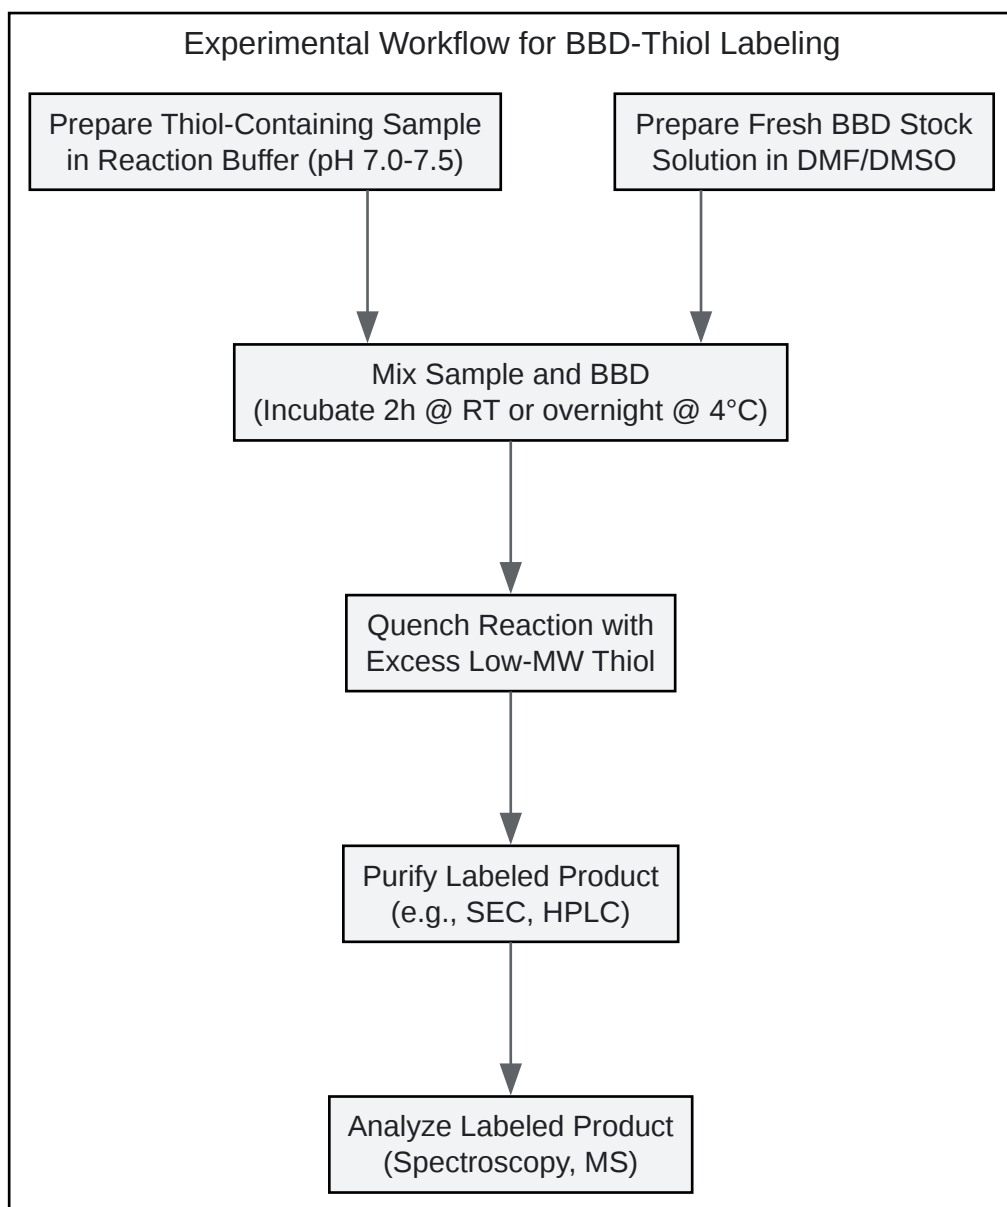 Experimental Workflow for BBD-Thiol Labeling
Prepare Thiol-Containing Sample
in Reaction Buffer (pH 7.0-7.5)
Prepare Fresh BBD Stock
Solution in DMF/DMSO
Mix Sample and BBD
(Incubate 2h @ RT or overnight @ 4°C)
Quench Reaction with
Excess Low-MW Thiol
Purify Labeled Product
(e.g., SEC, HPLC)
Analyze Labeled Product
(Spectroscopy, MS)